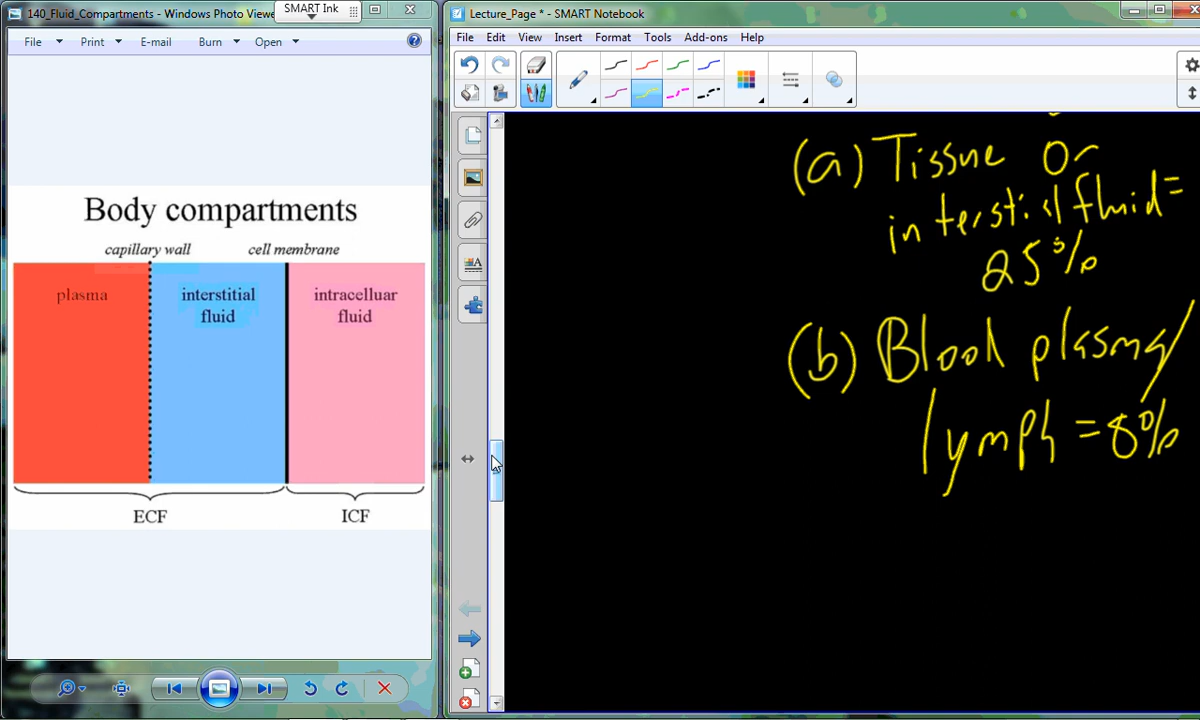 140_Fluid_Compartments - Windows Photo Viewe
SMART Ink
File Print E-mail Burn Open
Body compartments
capillary wall cell membrane
plasma interstitial intracelluar
fluid fluid
ECF ICF
Lecture_Page * - SMART Notebook
File Edit View Insert Format Tools Add-ons Help
(a) Tissue Or
interstitial fluid =
25%
(b) Blood plasma/
lymph = 8%